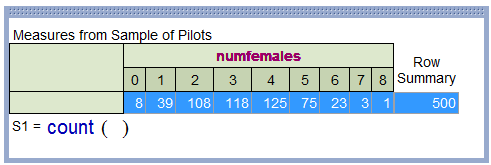 Measures from Sample of Pilots
numfemales
0 1 2 3 4 5 6 7 8 Row Summary
8 39 108 118 125 75 23 3 1 500
S1 = count ( )